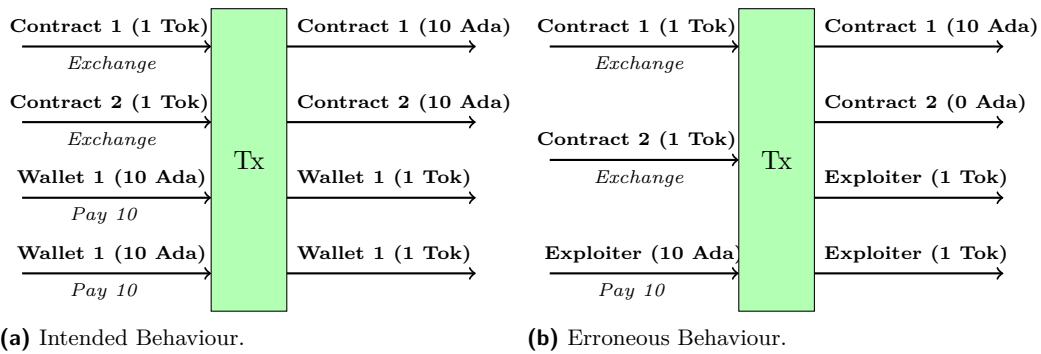 Contract 1 (1 Tok)
Exchange
Contract 2 (1 Tok)
Exchange
Wallet 1 (10 Ada)
Pay 10
Wallet 1 (10 Ada)
Pay 10
Tx
Contract 1 (10 Ada)
Contract 2 (10 Ada)
Wallet 1 (1 Tok)
Wallet 1 (1 Tok)
(a) Intended Behaviour.
Contract 1 (1 Tok)
Exchange
Contract 2 (1 Tok)
Exchange
Exploiter (10 Ada)
Pay 10
Tx
Contract 1 (10 Ada)
Contract 2 (0 Ada)
Exploiter (1 Tok)
Exploiter (1 Tok)
(b) Erroneous Behaviour.